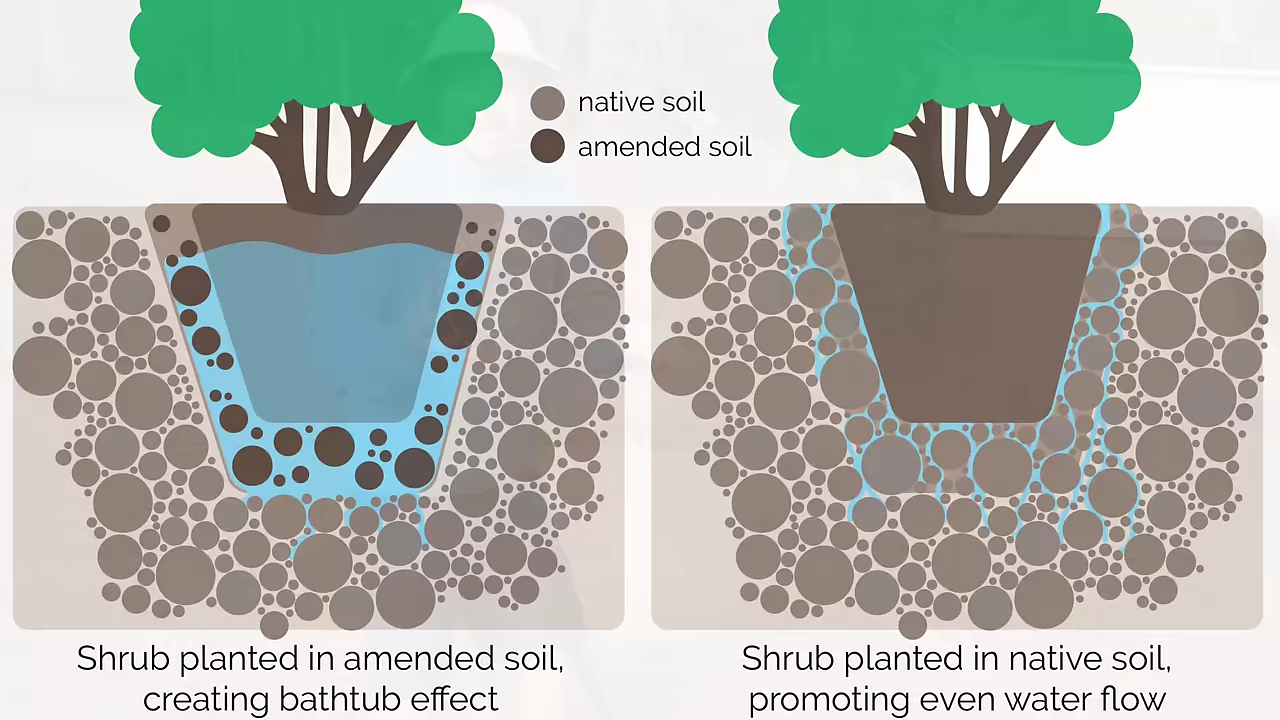 native soil
amended soil
Shrub planted in amended soil,
creating bathtub effect
Shrub planted in native soil,
promoting even water flow